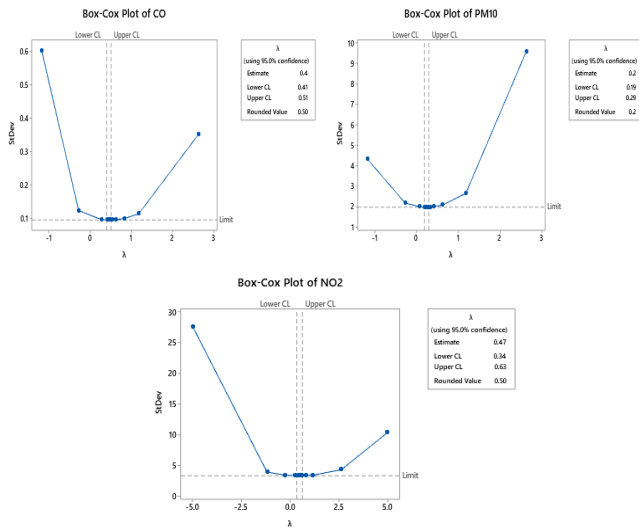 Box-Cox Plot of CO
Lower CL Upper CL
0.6
0.5
0.4
0.3
0.2
0.1
StDev
-1 0 1 2 3
λ
Limit
λ
(using 95.0% confidence)
Estimate 0.4
Lower CL 0.41
Upper CL 0.51
Rounded Value 0.50
Box-Cox Plot of PM10
Lower CL Upper CL
10
9
8
7
6
5
4
3
2
1
StDev
-1 0 1 2 3
λ
Limit
λ
(using 95.0% confidence)
Estimate 0.2
Lower CL 0.19
Upper CL 0.29
Rounded Value 0.2
Box-Cox Plot of NO2
Lower CL Upper CL
30
25
20
15
10
5
0
StDev
-5.0 -2.5 0.0 2.5 5.0
λ
Limit
λ
(using 95.0% confidence)
Estimate 0.47
Lower CL 0.34
Upper CL 0.63
Rounded Value 0.50